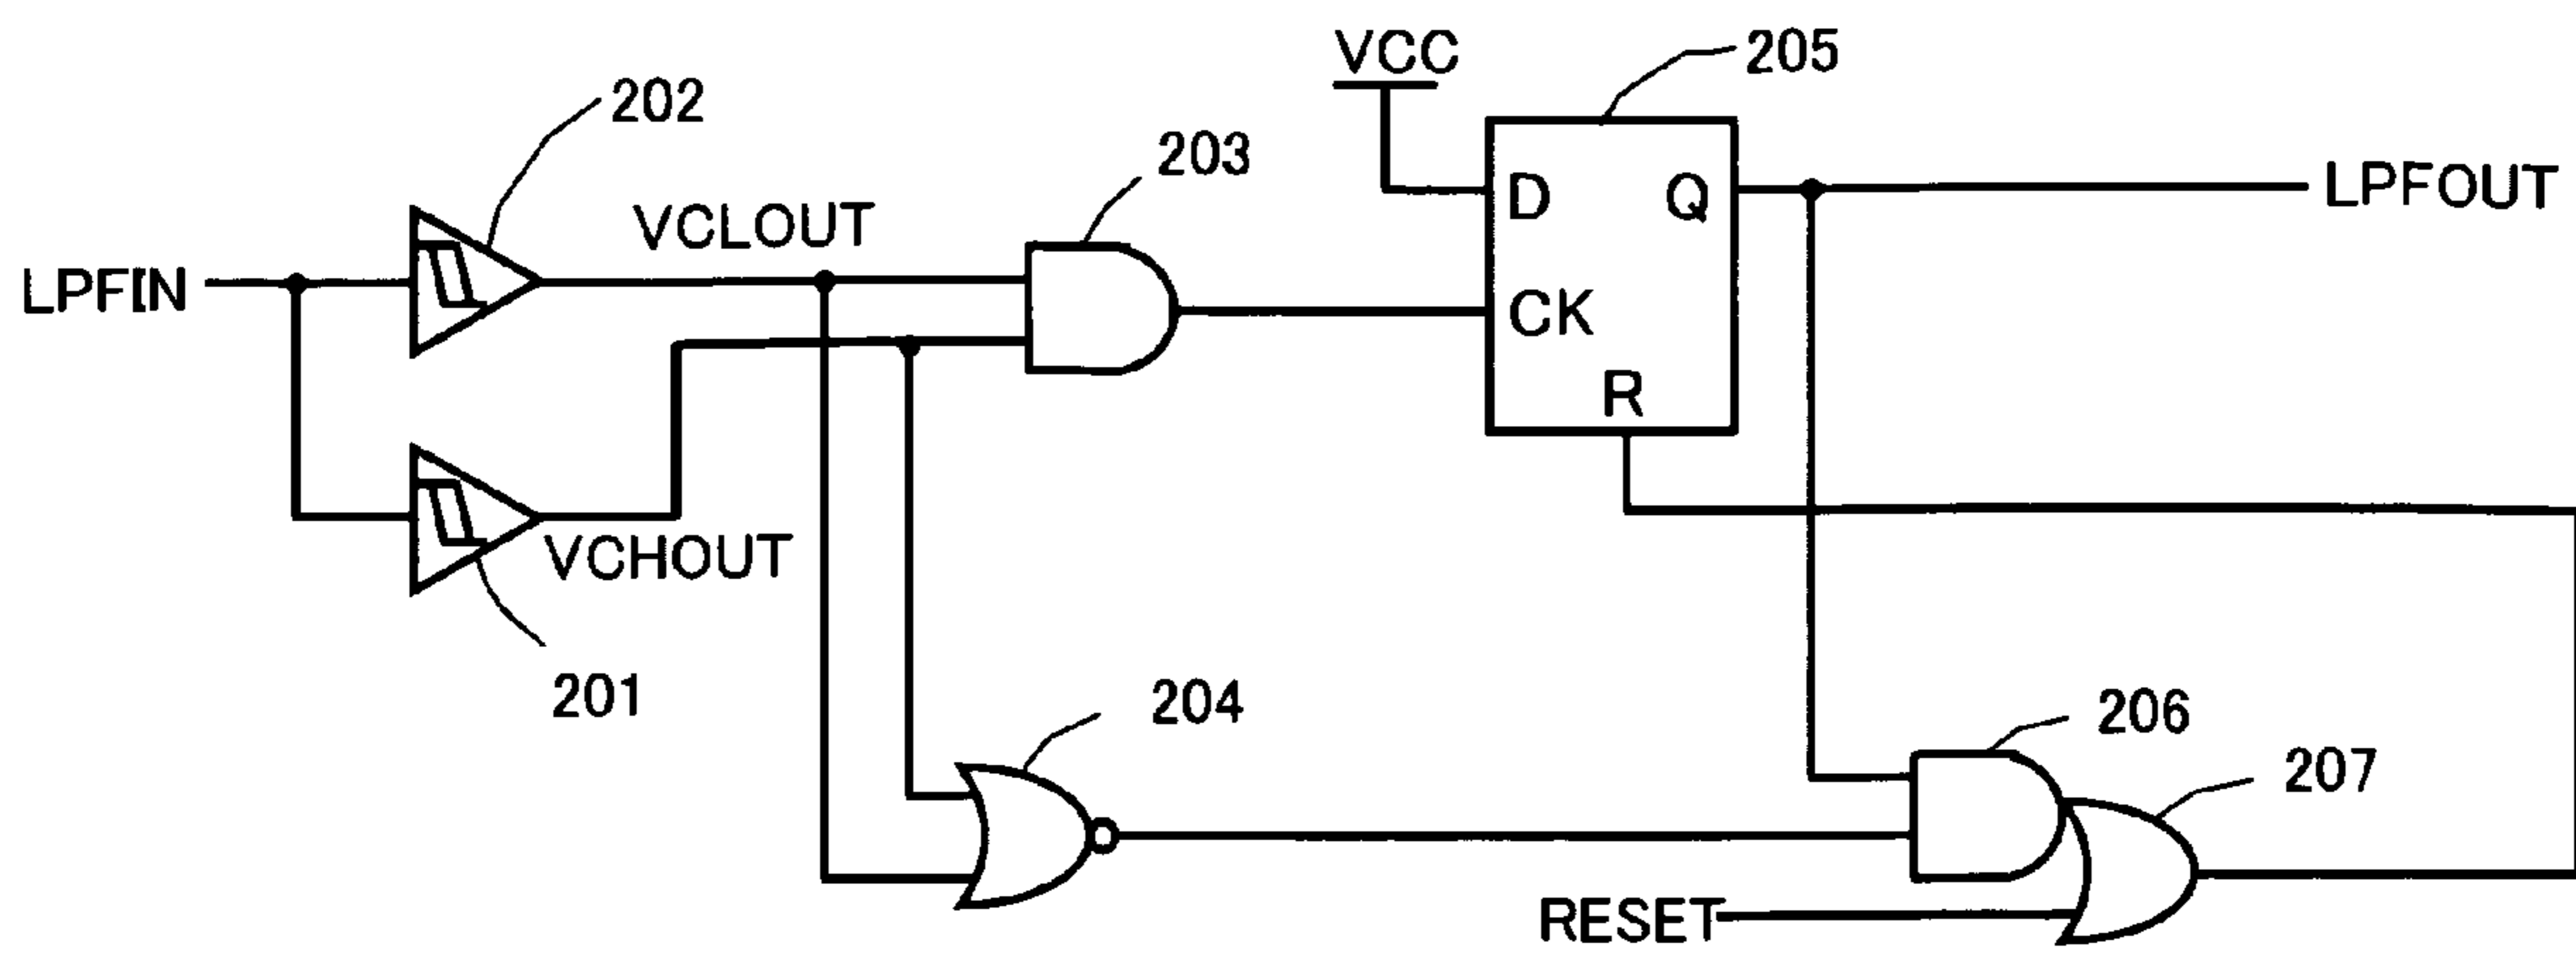 VCC
205
202
203
VCLOUT
D
Q
LPFOUT
LPFIN
CK
R
VCHOUT
201
204
206
207
RESET